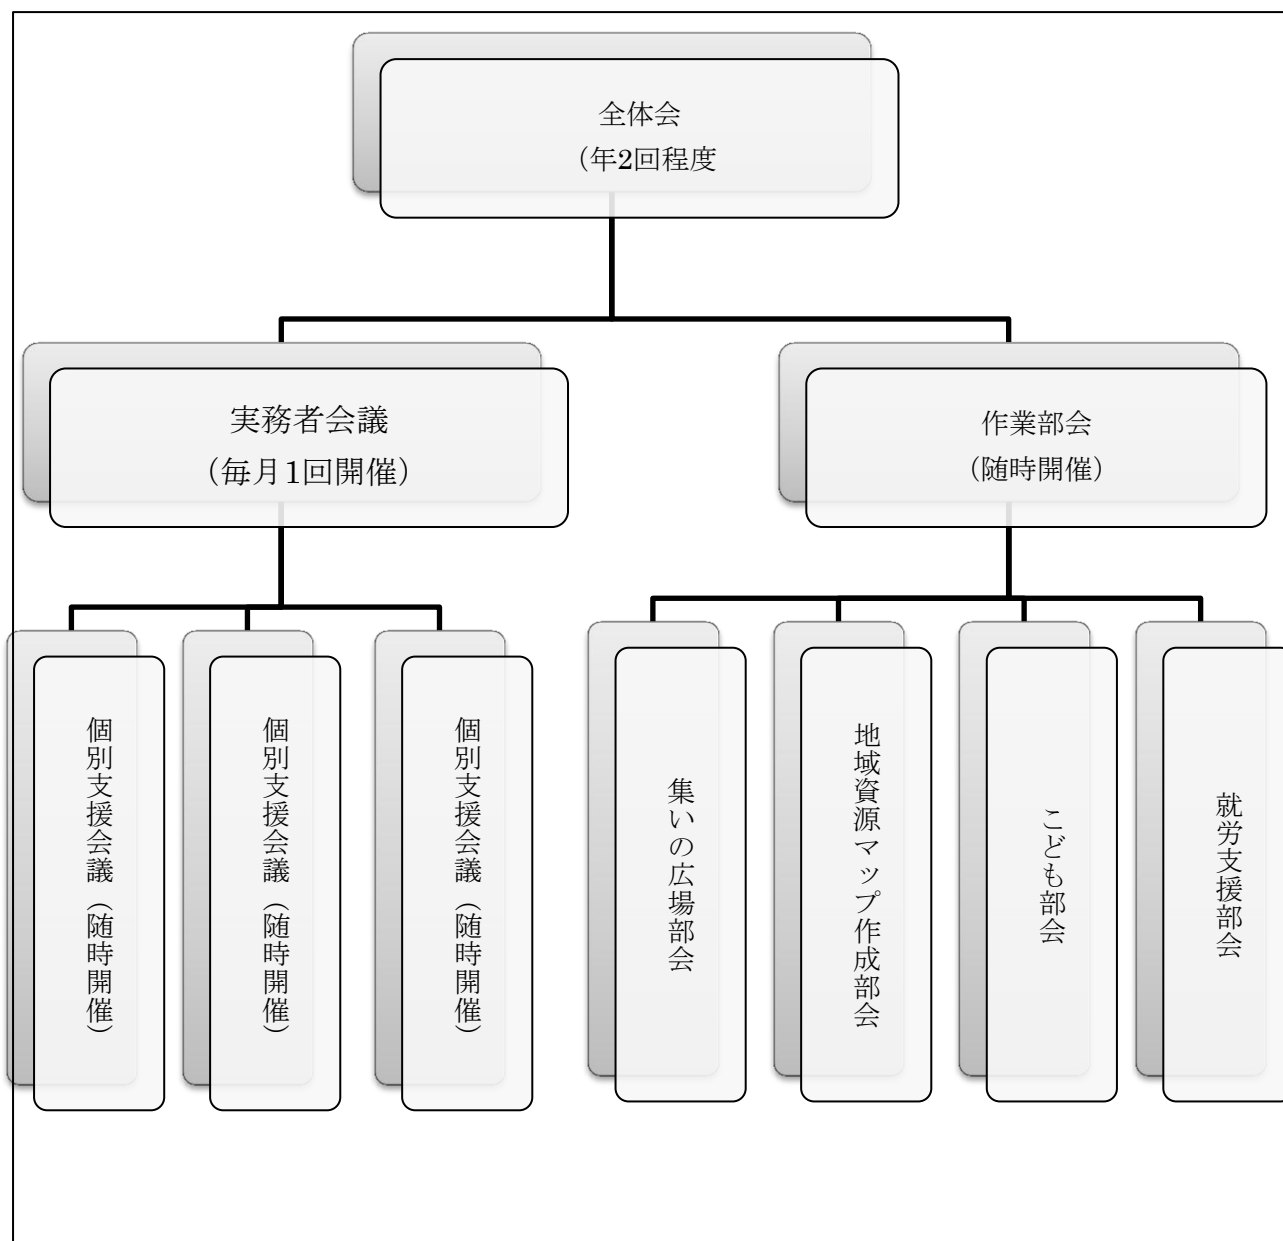 全体会
（年2回程度
実務者会議
（毎月1回開催）
作業部会
（随時開催）
個別支援会議（随時開催）
個別支援会議（随時開催）
個別支援会議（随時開催）
集いの広場部会
地域資源マップ作成部会
こども部会
就労支援部会